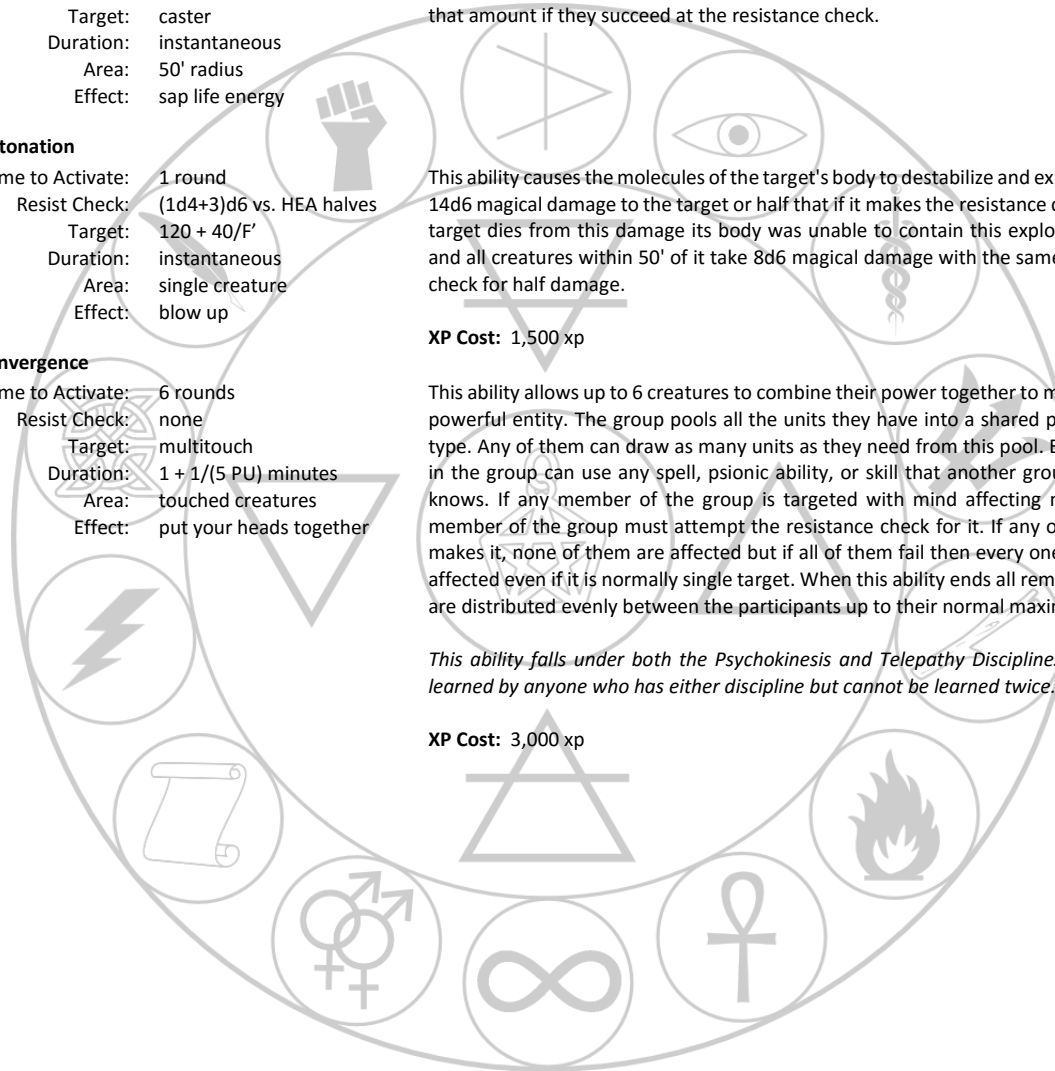 Target: caster
Duration: instantaneous
Area: 50' radius
Effect: sap life energy
that amount if they succeed at the resistance check.
tonation
me to Activate: 1 round
Resist Check: (1d4+3)d6 vs. HEA halves
Target: 120 + 40/F’
Duration: instantaneous
Area: single creature
Effect: blow up
This ability causes the molecules of the target's body to destabilize and ex
14d6 magical damage to the target or half that if it makes the resistance
target dies from this damage its body was unable to contain this explo
and all creatures within 50' of it take 8d6 magical damage with the same
check for half damage.
XP Cost: 1,500 xp
nvergence
me to Activate: 6 rounds
Resist Check: none
Target: multitouch
Duration: 1 + 1/(5 PU) minutes
Area: touched creatures
Effect: put your heads together
This ability allows up to 6 creatures to combine their power together to m
powerful entity. The group pools all the units they have into a shared p
type. Any of them can draw as many units as they need from this pool.
in the group can use any spell, psionic ability, or skill that another grou
knows. If any member of the group is targeted with mind affecting
member of the group must attempt the resistance check for it. If any o
makes it, none of them are affected but if all of them fail then every one
affected even if it is normally single target. When this ability ends all rem
are distributed evenly between the participants up to their normal
This ability falls under both the Psychokinesis and Telepathy Discipline
learned by anyone who has either discipline but cannot be learned twice.
XP Cost: 3,000 xp